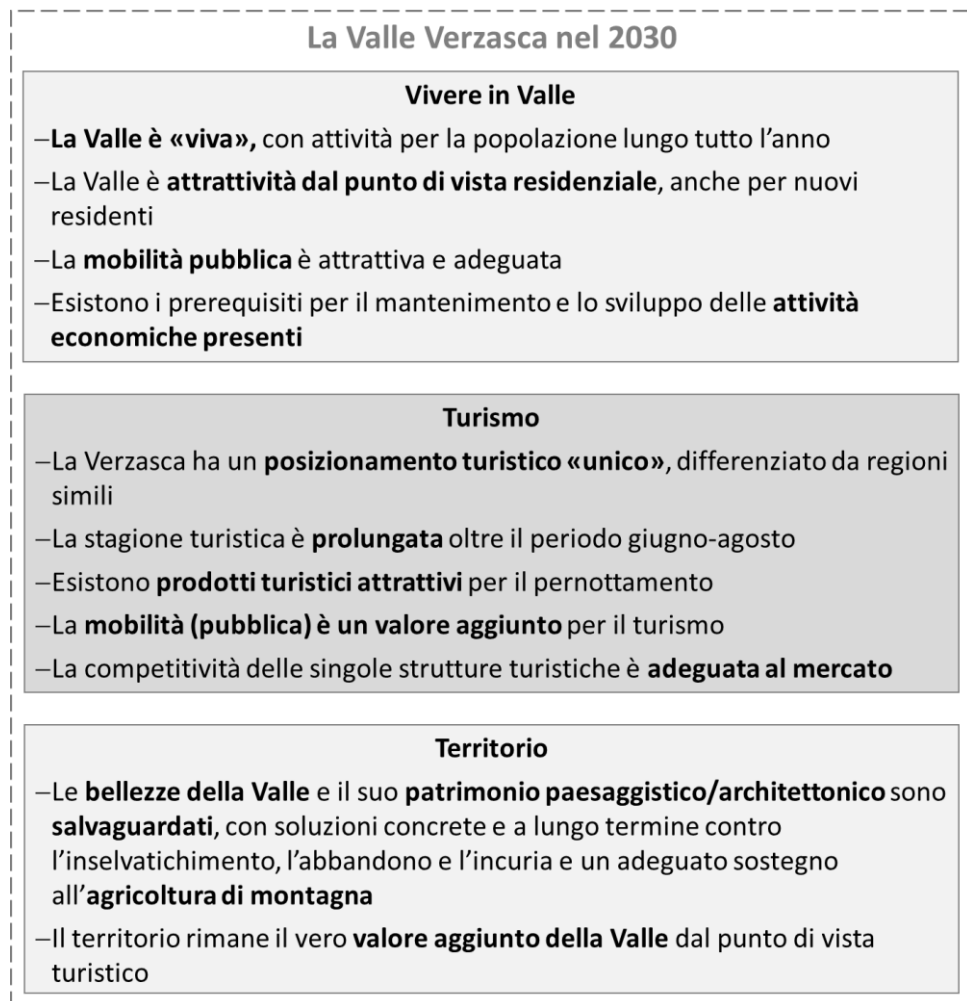 La Valle Verzasca nel 2030
Vivere in Valle
–La Valle è «viva», con attività per la popolazione lungo tutto l’anno
–La Valle è attrattività dal punto di vista residenziale, anche per nuovi
residenti
–La mobilità pubblica è attrattiva e adeguata
–Esistono i prerequisiti per il mantenimento e lo sviluppo delle attività
economiche presenti
Turismo
–La Verzasca ha un posizionamento turistico «unico», differenziato da regioni
simili
–La stagione turistica è prolungata oltre il periodo giugno-agosto
–Esistono prodotti turistici attrattivi per il pernottamento
–La mobilità (pubblica) è un valore aggiunto per il turismo
–La competitività delle singole strutture turistiche è adeguata al mercato
Territorio
–Le bellezze della Valle e il suo patrimonio paesaggistico/architettonico sono
salvaguardati, con soluzioni concrete e a lungo termine contro
l’inselvatichimento, l’abbandono e l’incuria e un adeguato sostegno
all’agricoltura di montagna
–Il territorio rimane il vero valore aggiunto della Valle dal punto di vista
turistico